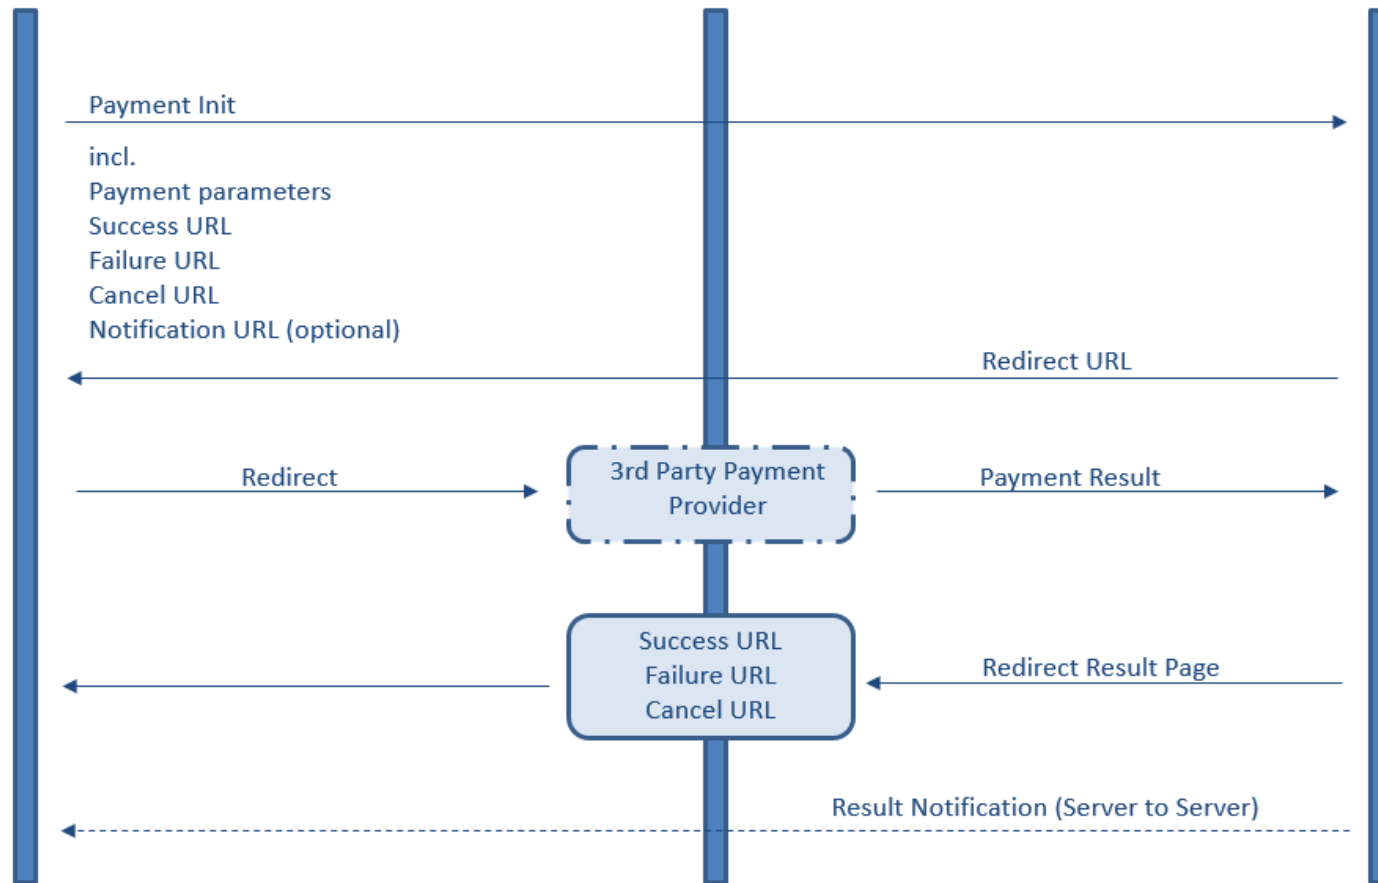 Payment Init
incl.
Payment parameters
Success URL
Failure URL
Cancel URL
Notification URL (optional)
Redirect URL
Redirect
3rd Party Payment
Provider
Payment Result
Success URL
Failure URL
Cancel URL
Redirect Result Page
Result Notification (Server to Server)